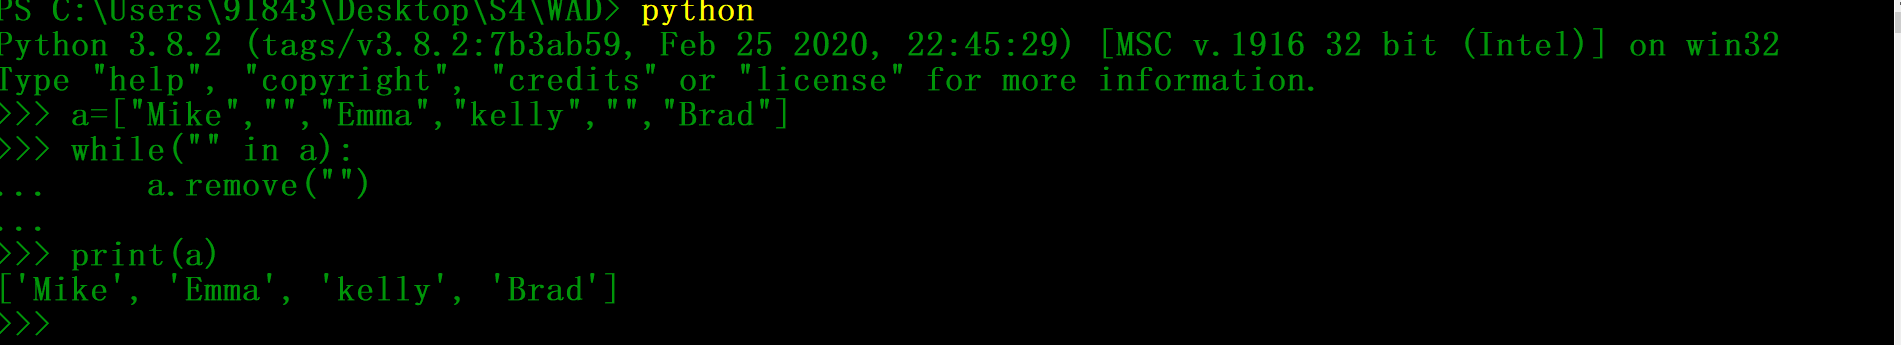 PS C:\Users\91843\Desktop\S4\WAD> python
Python 3.8.2 (tags/v3.8.2:7b3ab59, Feb 25 2020, 22:45:29) [MSC v.1916 32 bit (Intel)] on win32
Type "help", "copyright", "credits" or "license" for more information.
>>> a=["Mike","","Emma","kelly","","Brad"]
>>> while("" in a):
...     a.remove("")
...
>>> print(a)
['Mike', 'Emma', 'kelly', 'Brad']
>>>